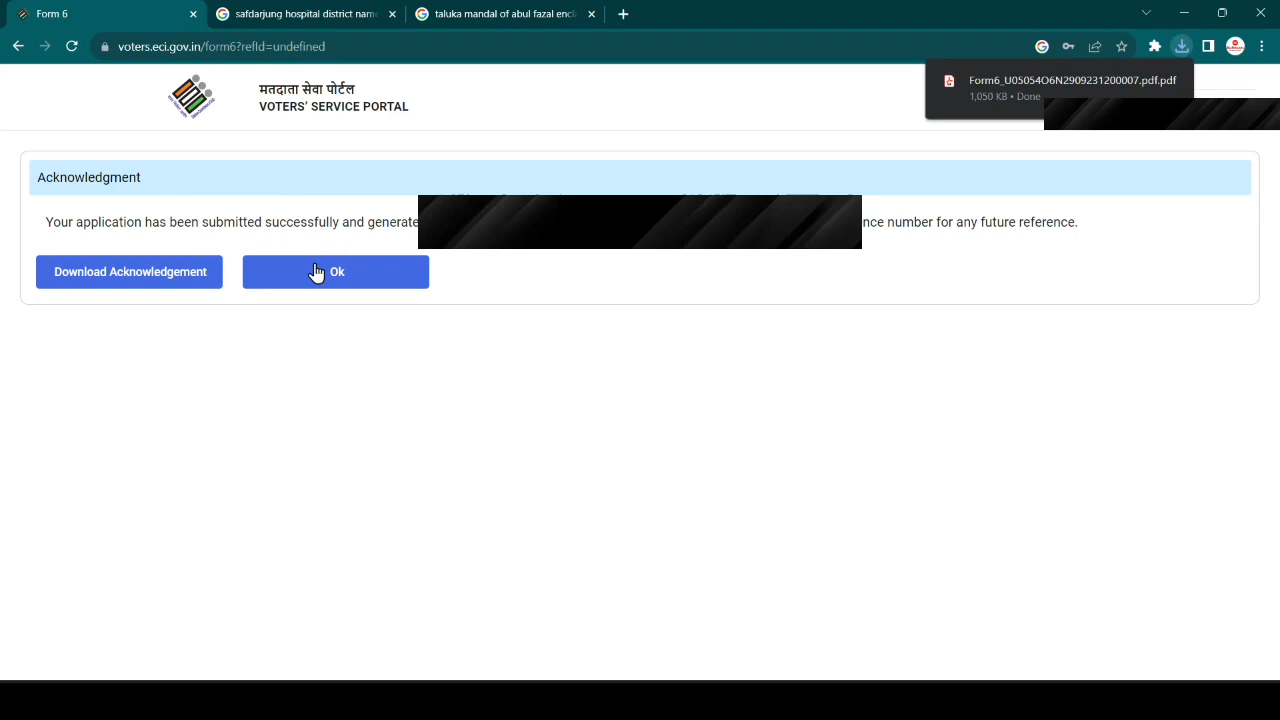 Form 6
safdarjung hospital district name
taluka mandal of abul fazal encla
voters.eci.gov.in/form6?refId=undefined
Form6_U05054O6N2909231200007.pdf.pdf
1,050 KB • Done
मतदाता सेवा पोर्टल
VOTERS' SERVICE PORTAL
Acknowledgment
Your application has been submitted successfully and generate
nce number for any future reference.
Download Acknowledgement
Ok